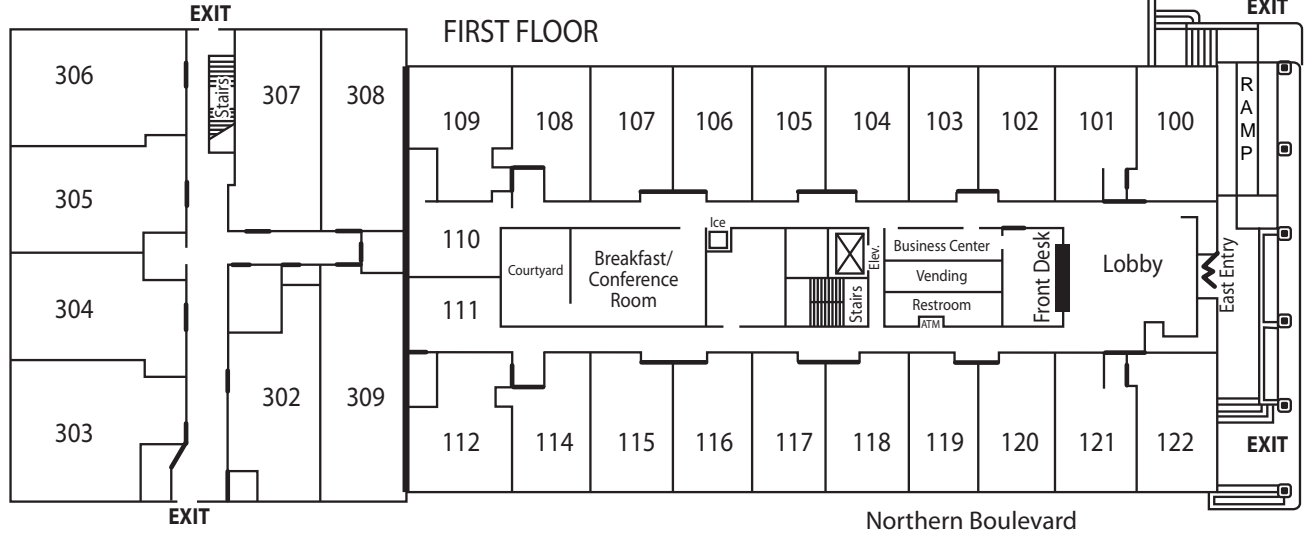 EXIT
EXIT
FIRST FLOOR
306
Stairs
307
308
109
108
107
106
105
104
103
102
101
100
R
A
M
P
305
110
Ice
Courtyard
Breakfast/
Conference
Room
Elev.
Business Center
Vending
Restroom
ATM
Stairs
Front Desk
Lobby
East Entry
304
111
302
309
303
112
114
115
116
117
118
119
120
121
122
EXIT
EXIT
Northern Boulevard